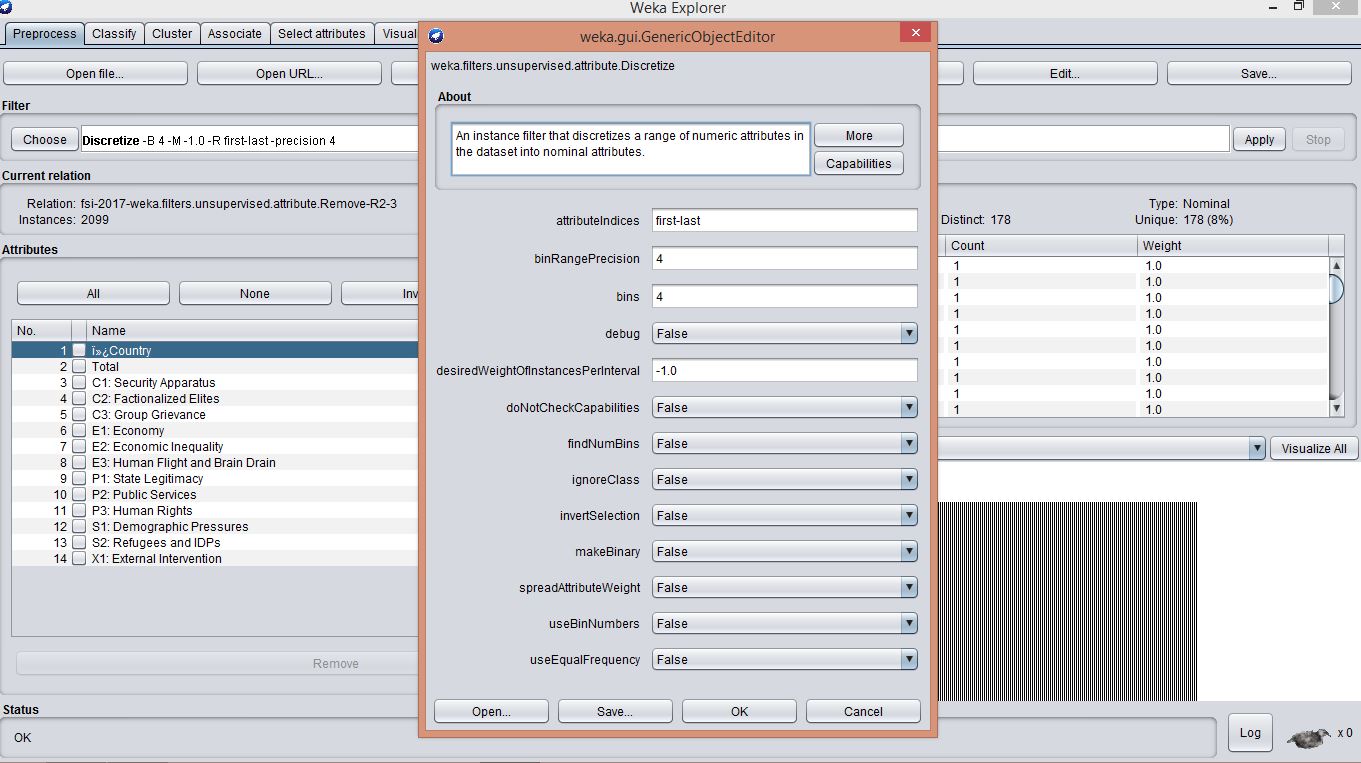 Weka Explorer
Preprocess Classify Cluster Associate Select attributes Visual
Open file... Open URL... Edit... Save...
Filter
Choose Discretize -B 4 -M -1.0 -R first-last -precision 4 Apply Stop
Current relation
Relation: fsi-2017-weka.filters.unsupervised.attribute.Remove-R2-3
Instances: 2099
Type: Nominal
Distinct: 178 Unique: 178 (8%)
Attributes
All None Inv
No. Name
1 ï»¿Country
2 Total
3 C1: Security Apparatus
4 C2: Factionalized Elites
5 C3: Group Grievance
6 E1: Economy
7 E2: Economic Inequality
8 E3: Human Flight and Brain Drain
9 P1: State Legitimacy
10 P2: Public Services
11 P3: Human Rights
12 S1: Demographic Pressures
13 S2: Refugees and IDPs
14 X1: External Intervention
Remove
Status
OK
weka.gui.GenericObjectEditor
weka.filters.unsupervised.attribute.Discretize
About
An instance filter that discretizes a range of numeric attributes in
the dataset into nominal attributes.
More
Capabilities
attributeIndices first-last
binRangePrecision 4
bins 4
debug False
desiredWeightOfInstancesPerInterval -1.0
doNotCheckCapabilities False
findNumBins False
ignoreClass False
invertSelection False
makeBinary False
spreadAttributeWeight False
useBinNumbers False
useEqualFrequency False
Open... Save... OK Cancel
Count Weight
1 1.0
1 1.0
1 1.0
1 1.0
1 1.0
1 1.0
1 1.0
1 1.0
1 1.0
1 1.0
Visualize All
Log x 0